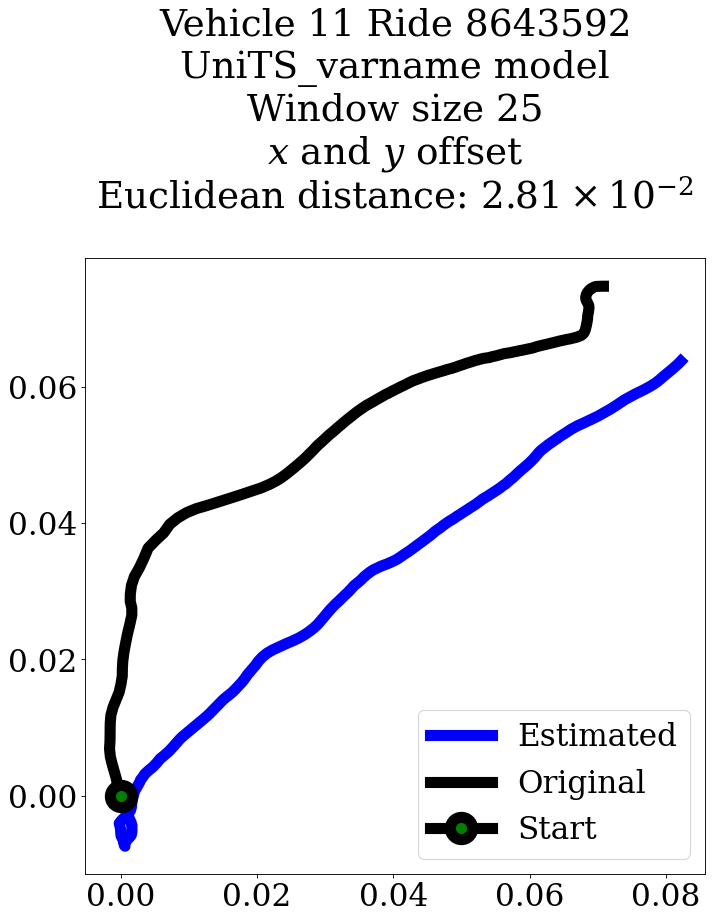 Vehicle 11 Ride 8643592
UniTS_varname model
Window size 25
x and y offset
Euclidean distance: 2.81 × 10⁻²
0.06
0.04
0.02
0.00
Estimated
Original
Start
0.00 0.02 0.04 0.06 0.08